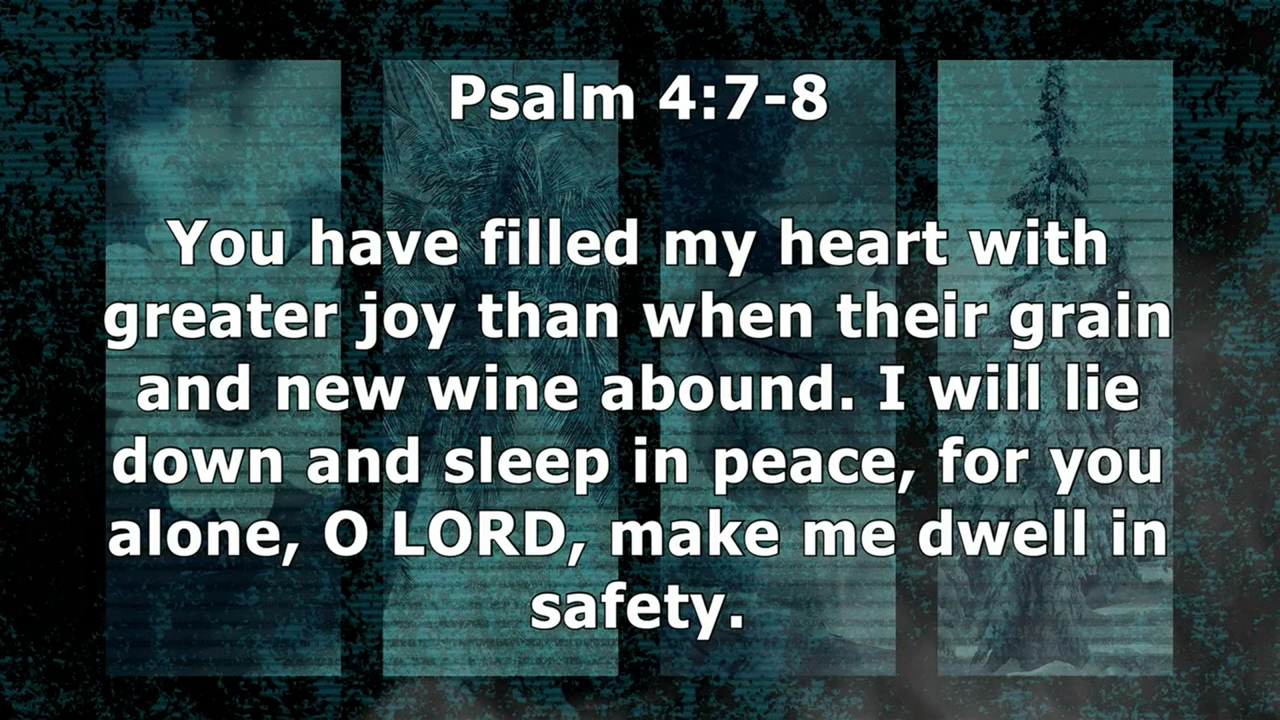 Psalm 4:7-8
You have filled my heart with
greater joy than when their grain
and new wine abound. I will lie
down and sleep in peace, for you
alone, O LORD, make me dwell in
safety.